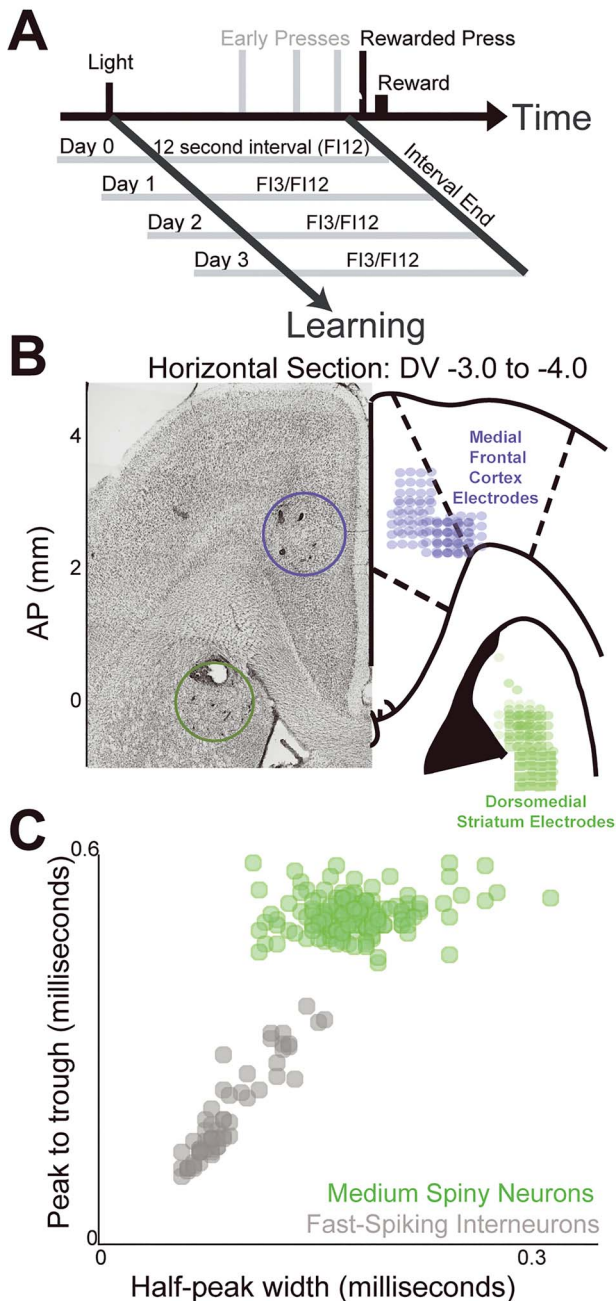 A
Early Presses
Rewarded Press
Light
Reward
Time
Day 0 12 second interval (FI12)
Day 1 FI3/FI12
Day 2 FI3/FI12
Day 3 FI3/FI12
Interval End
Learning
B
Horizontal Section: DV -3.0 to -4.0
AP (mm)
4
2
0
Medial
Frontal
Cortex
Electrodes
Dorsomedial
Striatum Electrodes
C
Peak to trough (milliseconds)
0.6
0
Medium Spiny Neurons
Fast-Spiking Interneurons
0 0.3
Half-peak width (milliseconds)